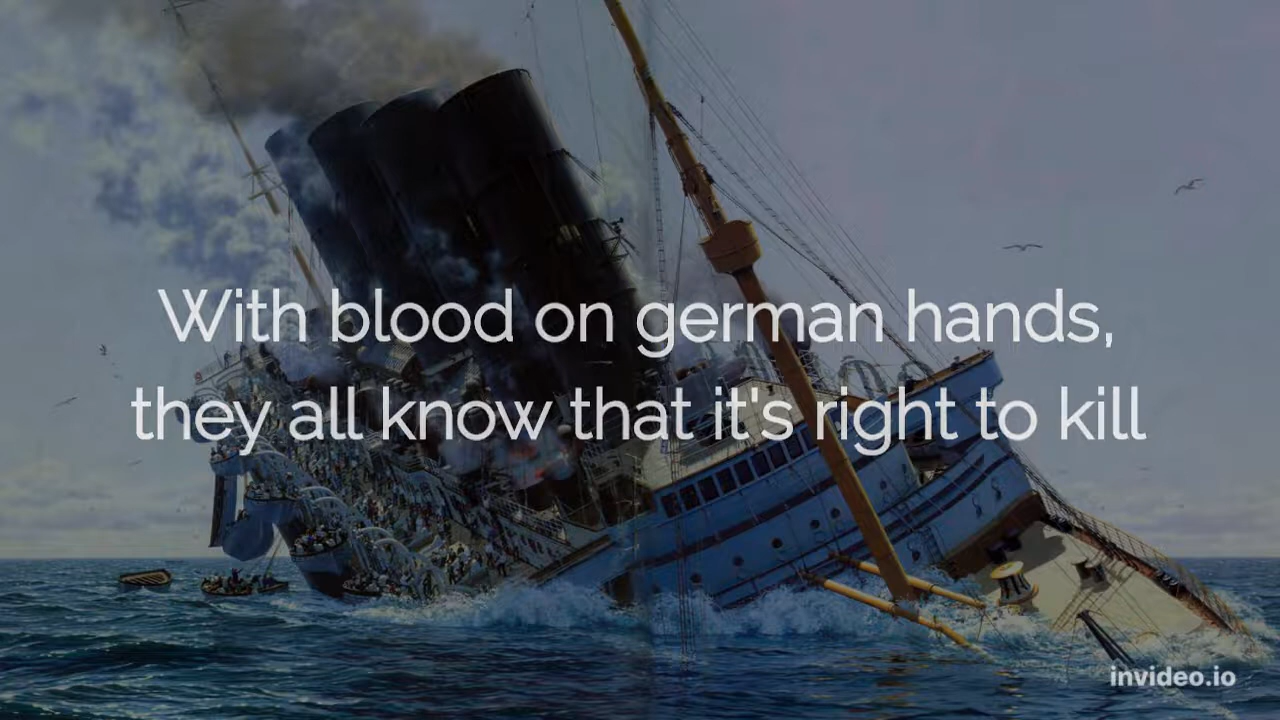 With blood on german hands,
they all know that it's right to kill
invideo.io